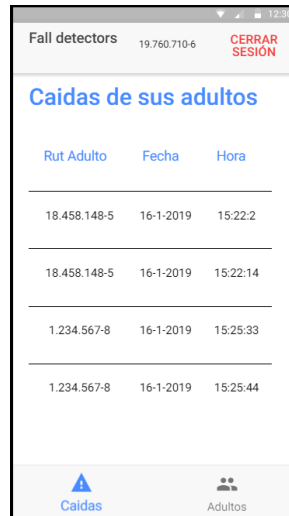 12:30
Fall detectors 19.760.710-6 CERRAR
SESIÓN
Caidas de sus adultos
Rut Adulto Fecha Hora
18.458.148-5 16-1-2019 15:22:2
18.458.148-5 16-1-2019 15:22:14
1.234.567-8 16-1-2019 15:25:33
1.234.567-8 16-1-2019 15:25:44
Caidas Adultos